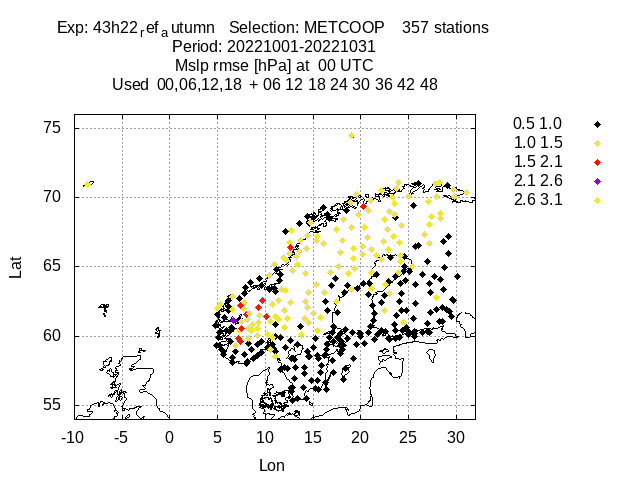 Exp: 43h22refa utumn Selection: METCOOP 357 stations
Period: 20221001-20221031
Mslp rmse [hPa] at 00 UTC
Used 00,06,12,18 + 06 12 18 24 30 36 42 48
0.5 1.0
1.0 1.5
1.5 2.1
2.1 2.6
2.6 3.1
75
70
65
60
55
Lat
-10 -5 0 5 10 15 20 25 30
Lon